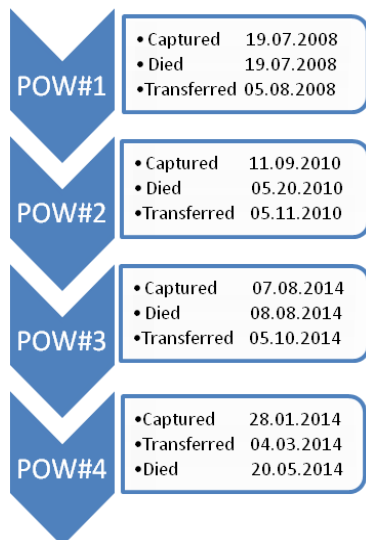 POW#1
• Captured 19.07.2008
• Died 19.07.2008
•Transferred 05.08.2008
POW#2
• Captured 11.09.2010
• Died 05.20.2010
•Transferred 05.11.2010
POW#3
• Captured 07.08.2014
• Died 08.08.2014
•Transferred 05.10.2014
POW#4
•Captured 28.01.2014
•Transferred 04.03.2014
•Died 20.05.2014